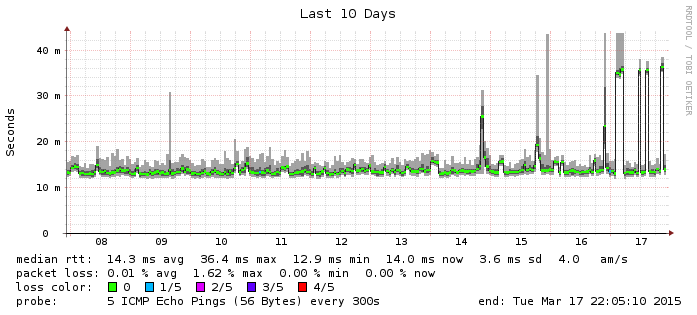 Last 10 Days
RRDTOOL / TOBI OETIKER
Seconds
40 m
30 m
20 m
10 m
0
08 09 10 11 12 13 14 15 16 17
median rtt: 14.3 ms avg 36.4 ms max 12.9 ms min 14.0 ms now 3.6 ms sd 4.0 am/s
packet loss: 0.01 % avg 1.62 % max 0.00 % min 0.00 % now
loss color: 0 1/5 2/5 3/5 4/5
probe: 5 ICMP Echo Pings (56 Bytes) every 300s end: Tue Mar 17 22:05:10 2015